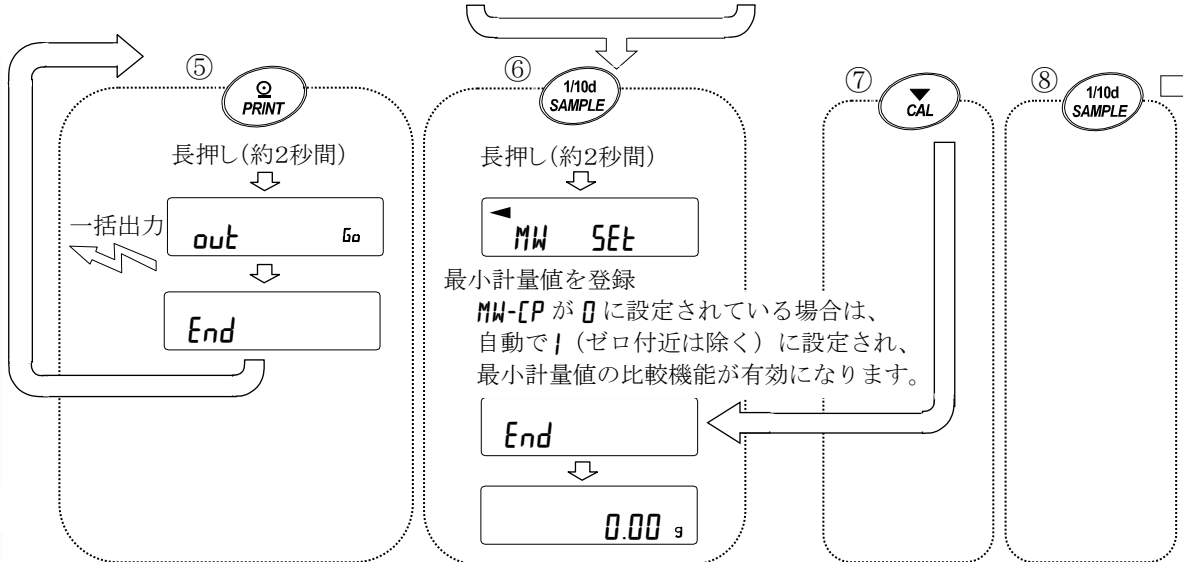 ⑤
PRINT
長押し(約2秒間)
一括出力
out Go
End
⑥
1/10d
SAMPLE
長押し(約2秒間)
MW SEt
最小計量値を登録
MW-CP が 0 に設定されている場合は、
自動で1（ゼロ付近は除く）に設定され、
最小計量値の比較機能が有効になります。
End
0.00 g
⑦
CAL
⑧
1/10d
SAMPLE